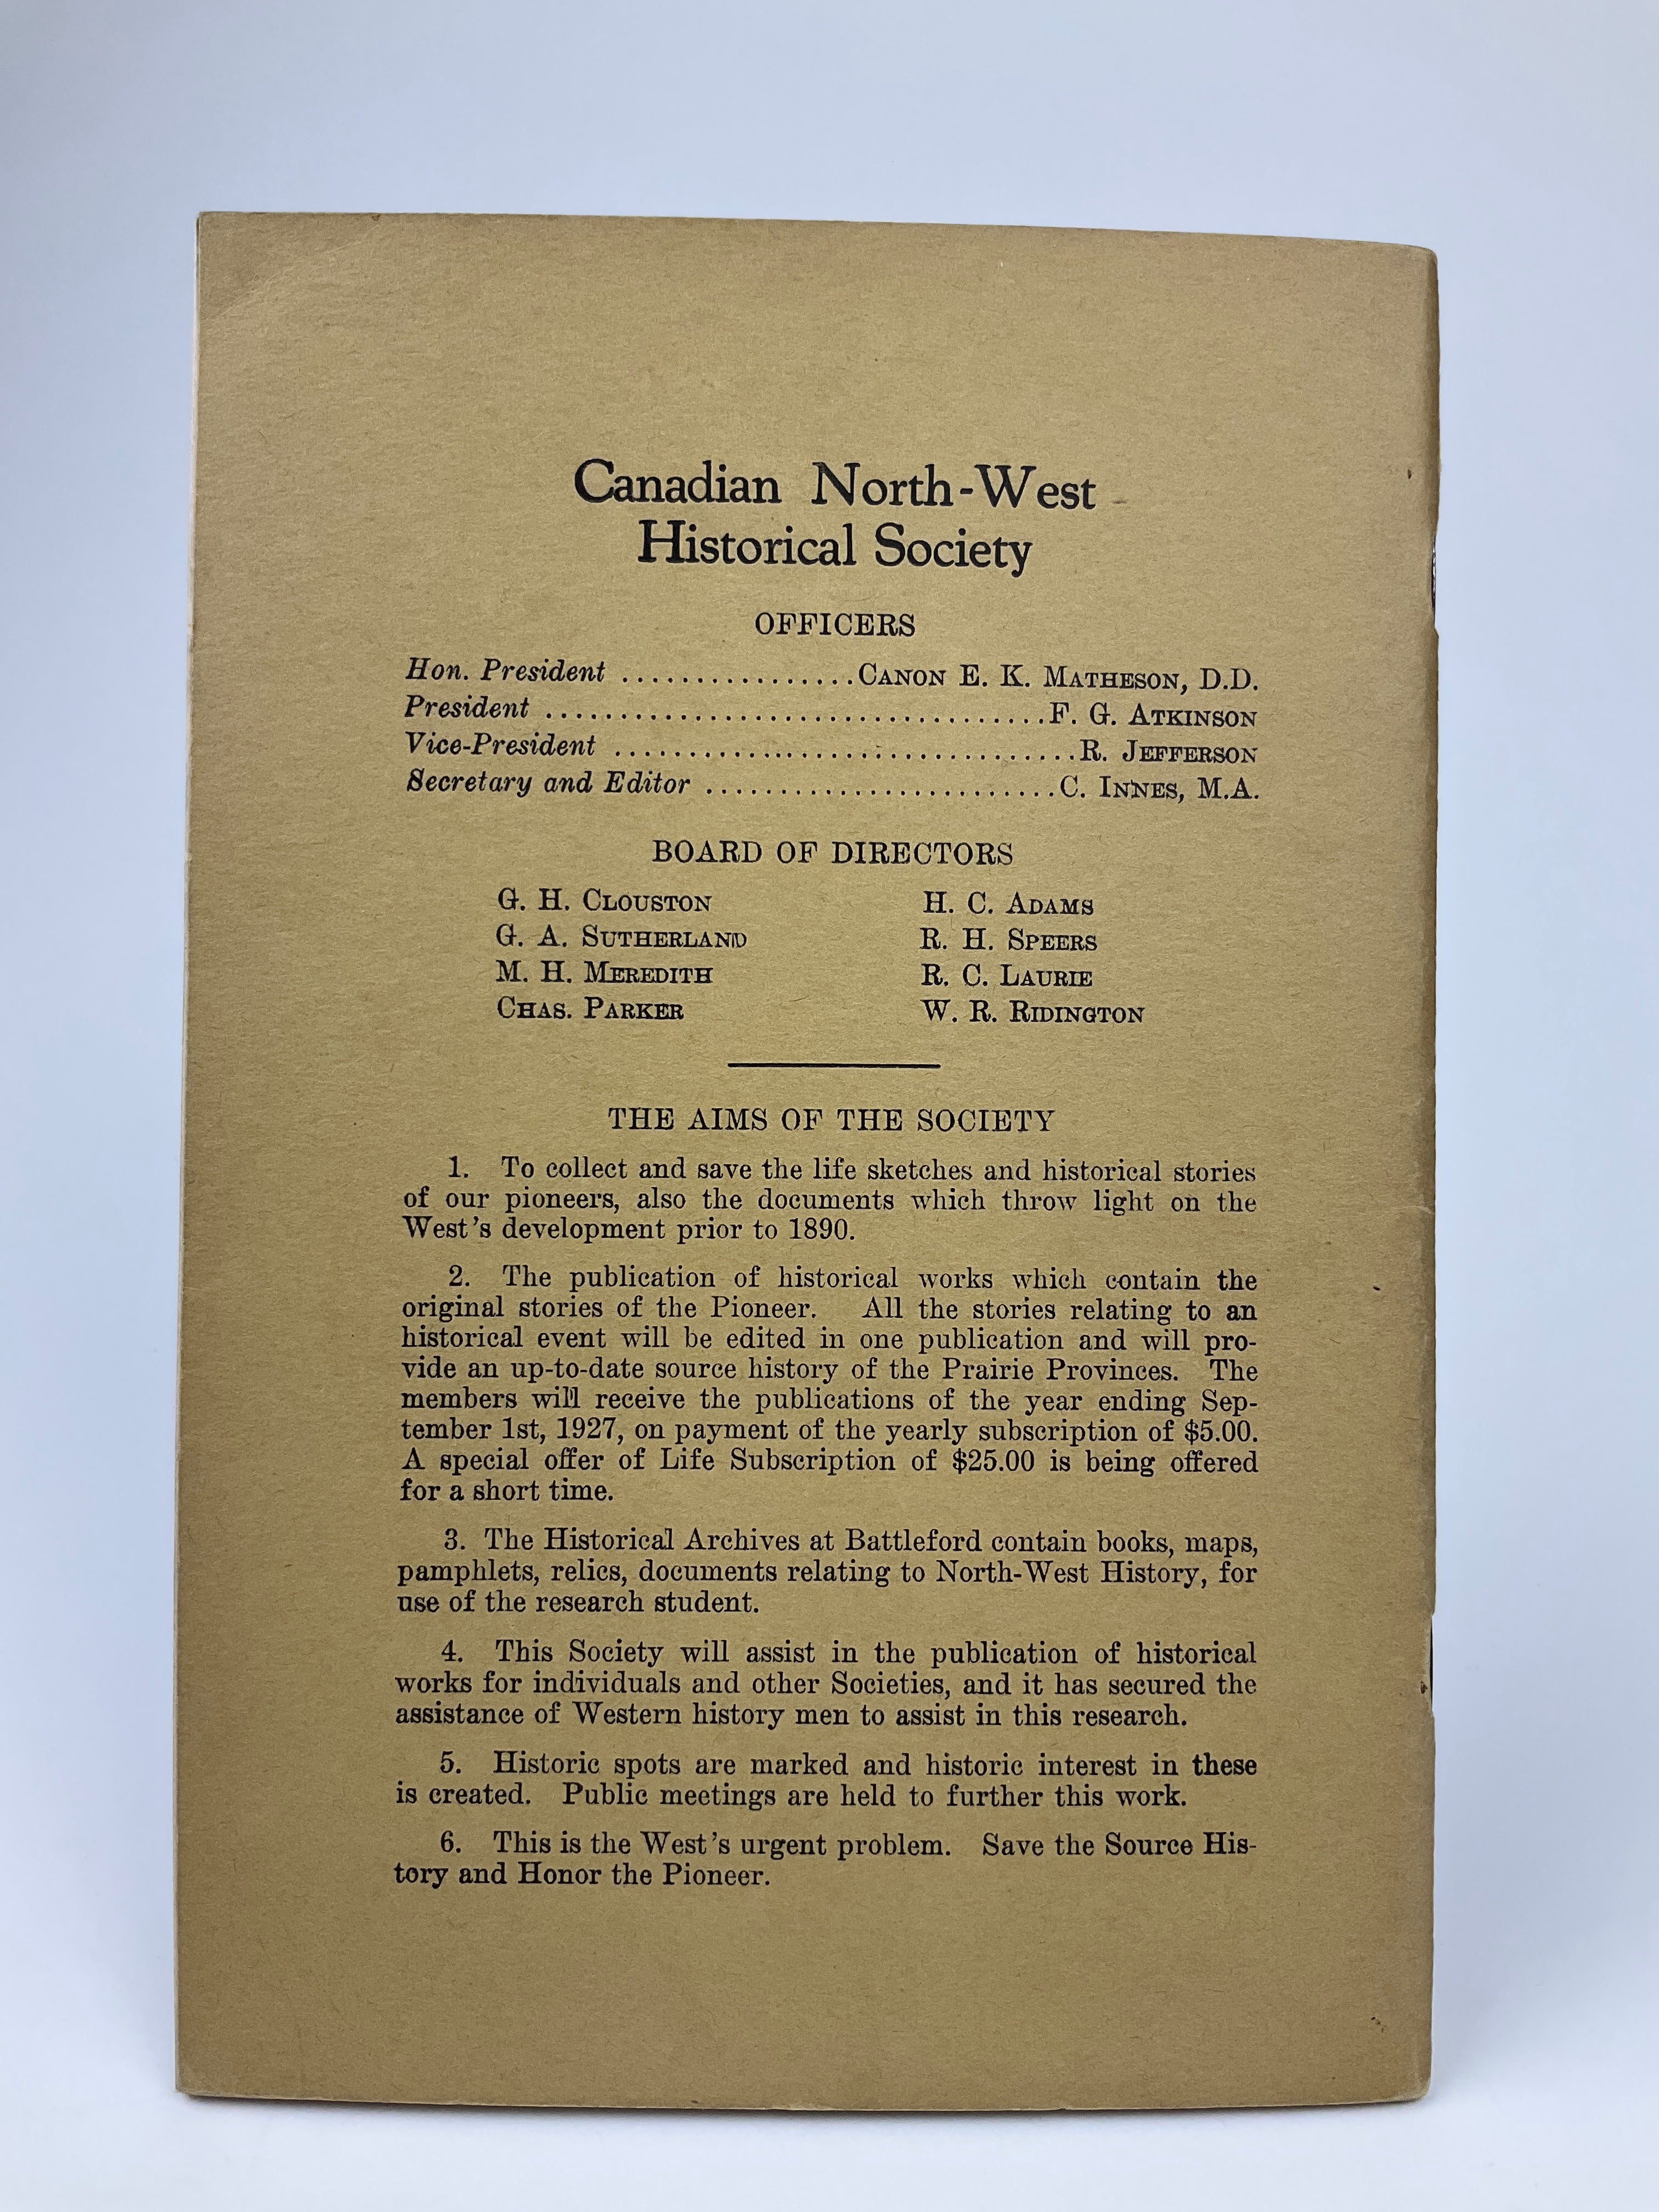 Canadian North-West
Historical Society
OFFICERS
Hon. President ................CANON E. K. MATHESON, D.D.
President ..................................F. G. ATKINSON
Vice-President ...............................R. JEFFERSON
Secretary and Editor ........................C. INNES, M.A.
BOARD OF DIRECTORS
G. H. CLOUSTON H. C. ADAMS
G. A. SUTHERLAND R. H. SPEERS
M. H. MEREDITH R. C. LAURIE
CHAS. PARKER W. R. RIDINGTON
THE AIMS OF THE SOCIETY
1. To collect and save the life sketches and historical stories
of our pioneers, also the documents which throw light on the
West's development prior to 1890.
2. The publication of historical works which contain the
original stories of the Pioneer. All the stories relating to an
historical event will be edited in one publication and will pro-
vide an up-to-date source history of the Prairie Provinces. The
members will receive the publications of the year ending Sep-
tember 1st, 1927, on payment of the yearly subscription of $5.00.
A special offer of Life Subscription of $25.00 is being offered
for a short time.
3. The Historical Archives at Battleford contain books, maps,
pamphlets, relics, documents relating to North-West History, for
use of the research student.
4. This Society will assist in the publication of historical
works for individuals and other Societies, and it has secured the
assistance of Western history men to assist in this research.
5. Historic spots are marked and historic interest in these
is created. Public meetings are held to further this work.
6. This is the West's urgent problem. Save the Source His-
tory and Honor the Pioneer.